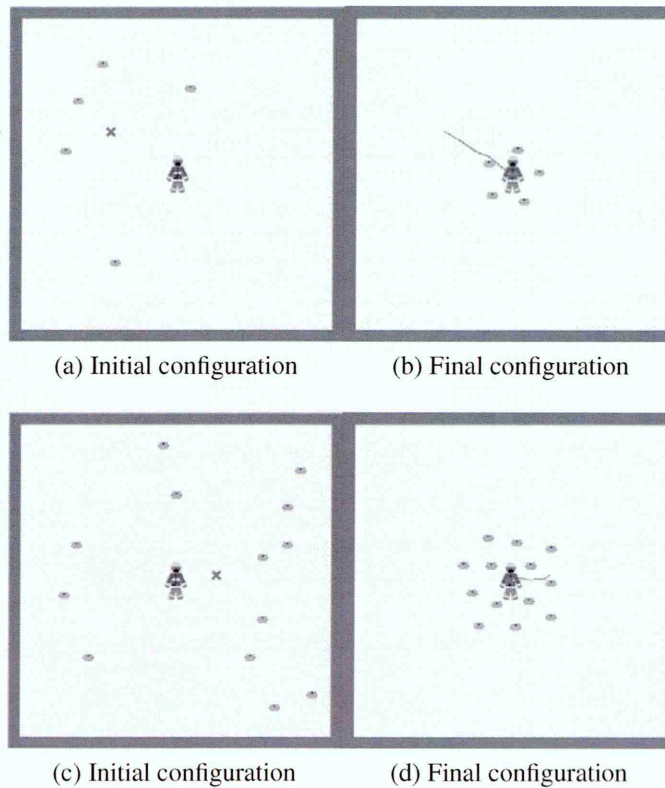 (a) Initial configuration
(b) Final configuration
(c) Initial configuration
(d) Final configuration